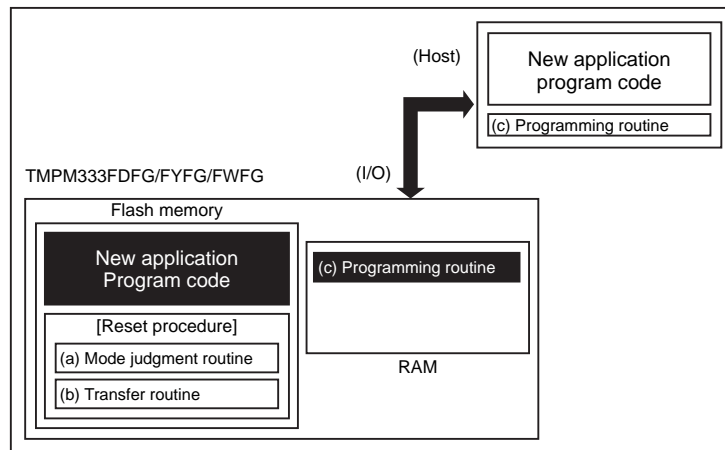 (Host)
New application
program code
(c) Programming routine
(I/O)
TMPM333FDFG/FYFG/FWFG
Flash memory
New application
Program code
[Reset procedure]
(a) Mode judgment routine
(b) Transfer routine
(c) Programming routine
RAM